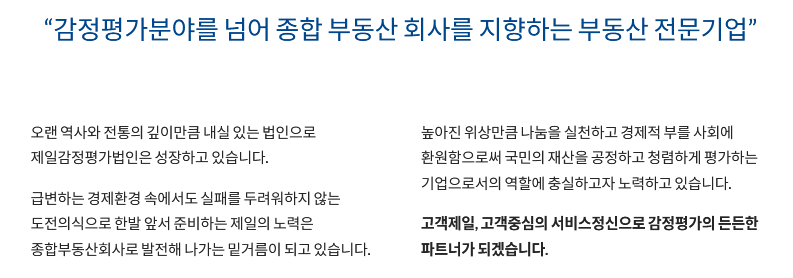 “감정평가분야를 넘어 종합 부동산 회사를 지향하는 부동산 전문기업”
오랜 역사와 전통의 깊이만큼 내실 있는 법인으로
제일감정평가법인은 성장하고 있습니다.
급변하는 경제환경 속에서도 실패를 두려워하지 않는
도전의식으로 한발 앞서 준비하는 제일의 노력은
종합부동산회사로 발전해 나가는 밑거름이 되고 있습니다.
높아진 위상만큼 나눔을 실천하고 경제적 부를 사회에
환원함으로써 국민의 재산을 공정하고 청렴하게 평가하는
기업으로서의 역할에 충실하고자 노력하고 있습니다.
고객제일, 고객중심의 서비스정신으로 감정평가의 든든한
파트너가 되겠습니다.